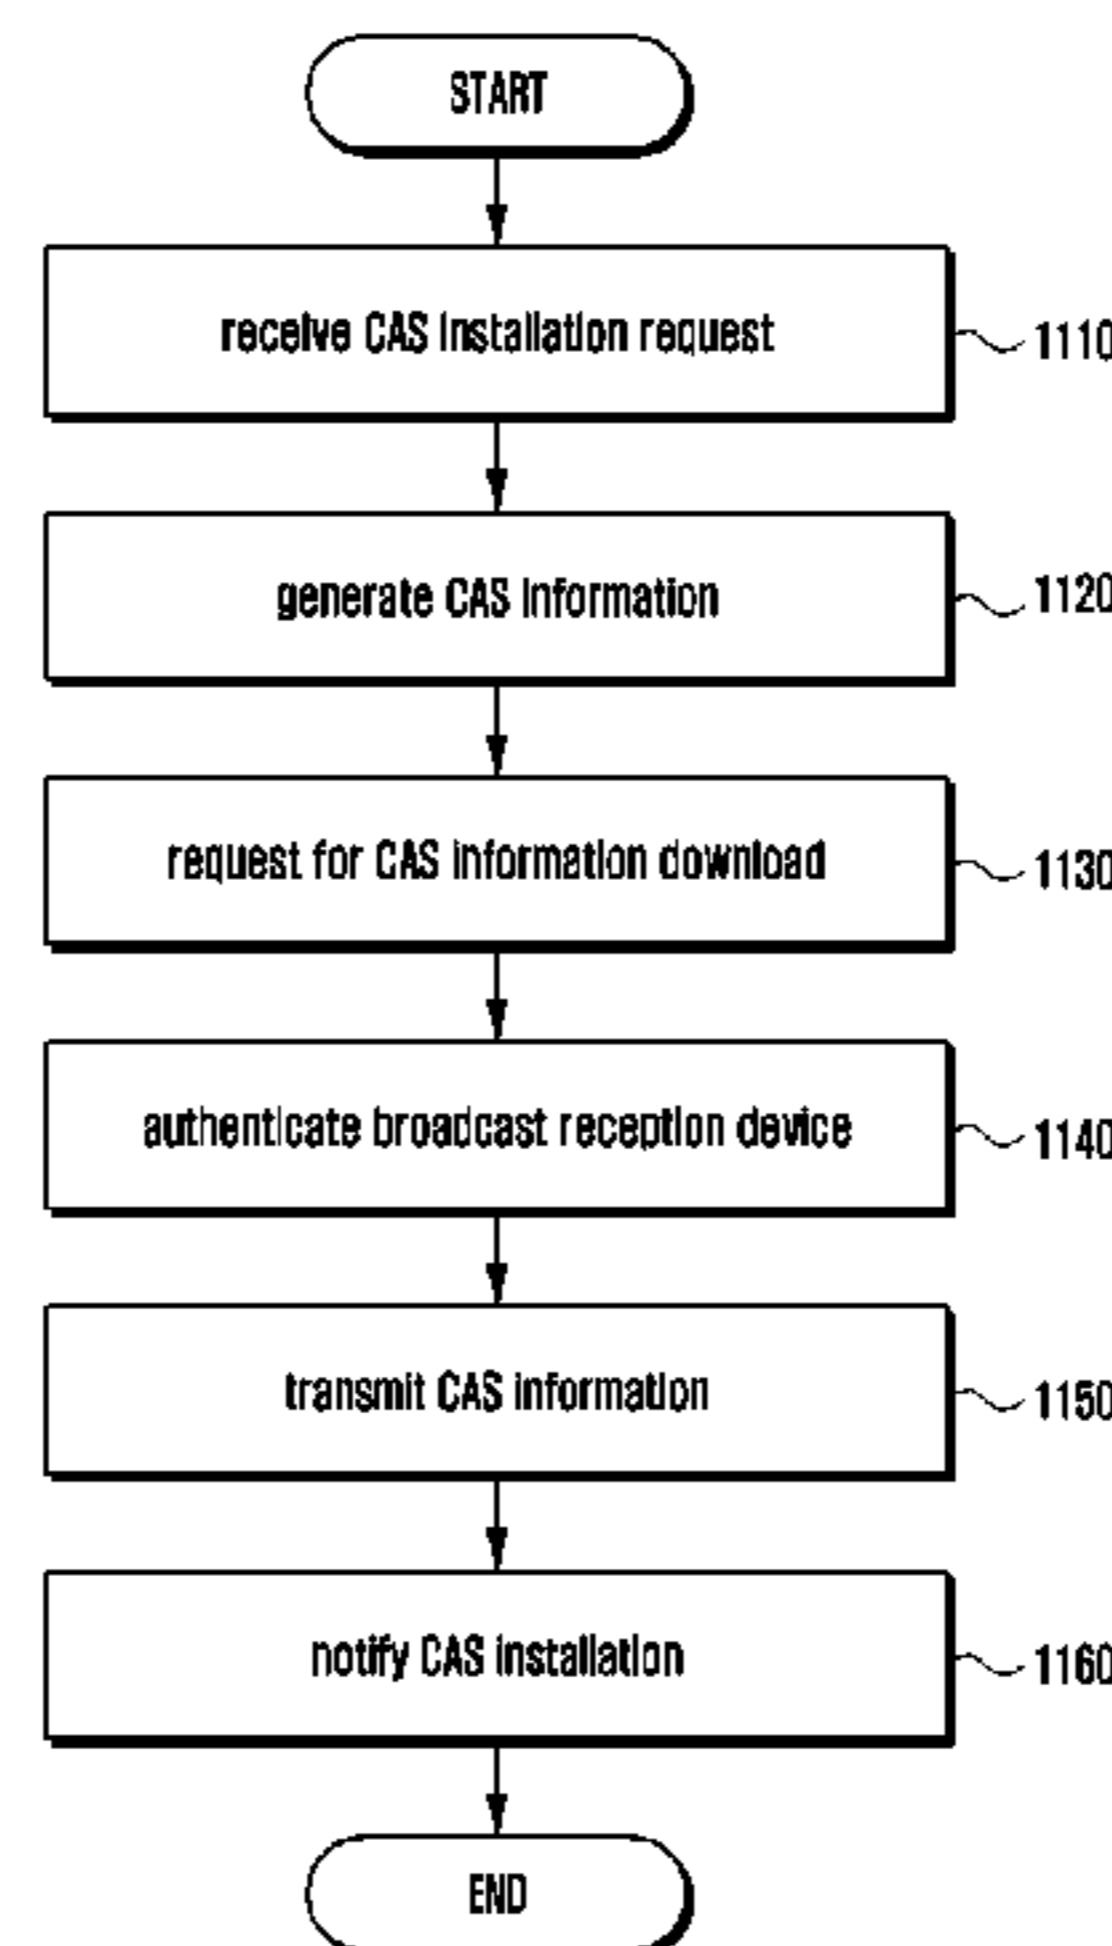 START
receive CAS installation request
1110
generate CAS information
1120
request for CAS information download
1130
authenticate broadcast reception device
1140
transmit CAS information
1150
notify CAS installation
1160
END